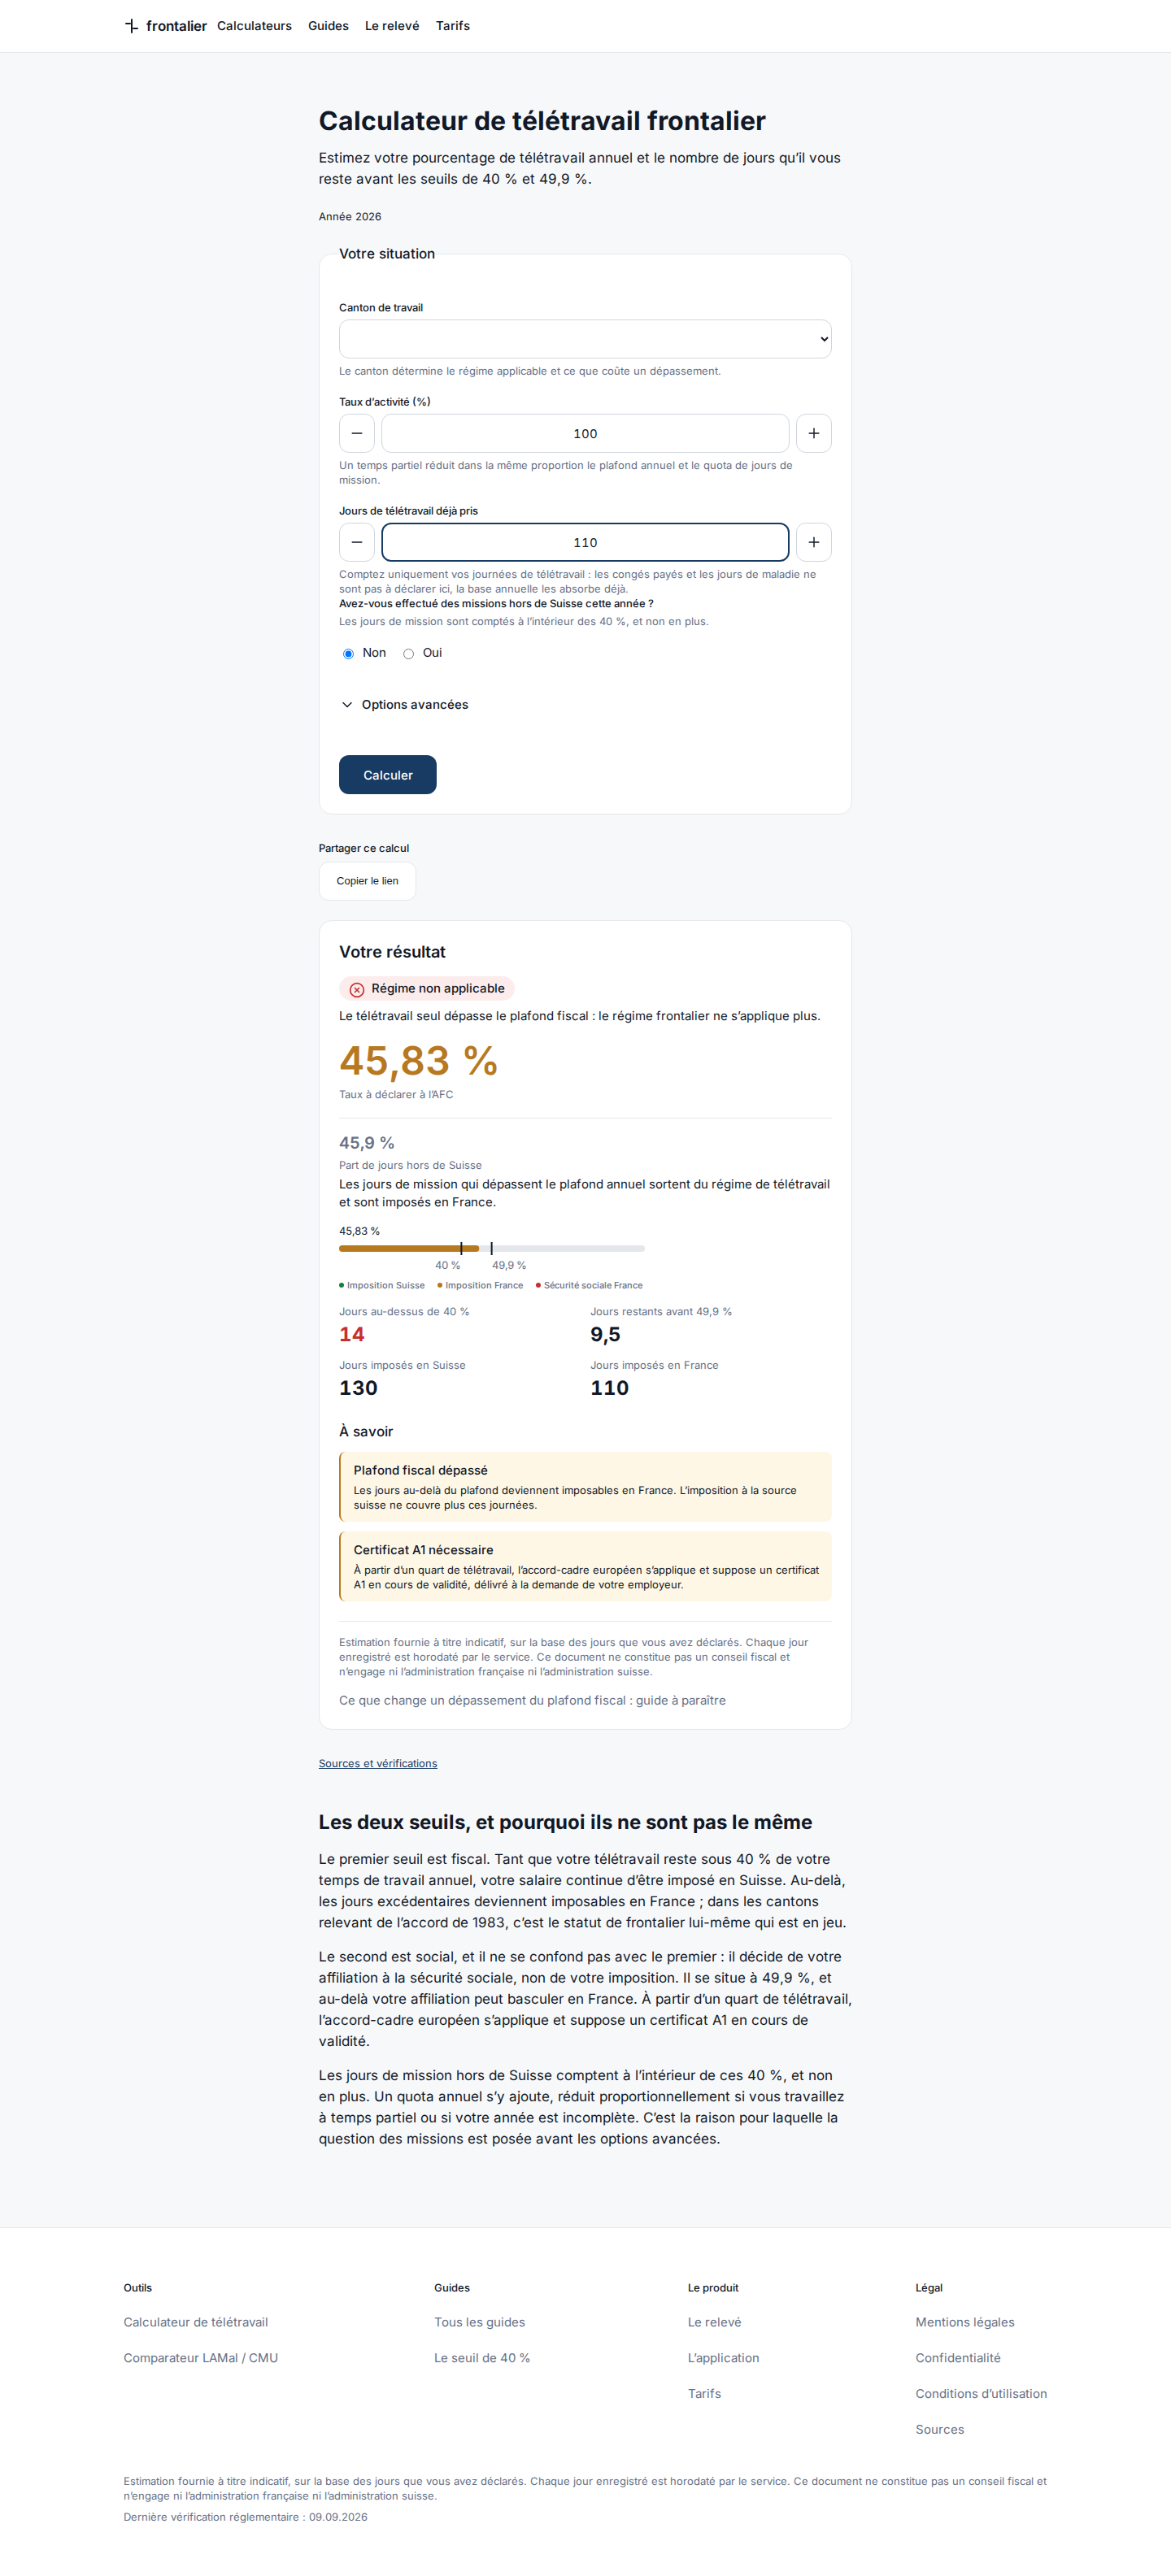 frontalier Calculateurs Guides Le relevé Tarifs
Calculateur de télétravail frontalier
Estimez votre pourcentage de télétravail annuel et le nombre de jours qu’il vous
reste avant les seuils de 40 % et 49,9 %.
Année 2026
Votre situation
Canton de travail
Le canton détermine le régime applicable et ce que coûte un dépassement.
Taux d’activité (%)
100
Un temps partiel réduit dans la même proportion le plafond annuel et le quota de jours de
mission.
Jours de télétravail déjà pris
110
Comptez uniquement vos journées de télétravail : les congés payés et les jours de maladie ne
sont pas à déclarer ici, la base annuelle les absorbe déjà.
Avez-vous effectué des missions hors de Suisse cette année ?
Les jours de mission sont comptés à l’intérieur des 40 %, et non en plus.
Non Oui
Options avancées
Calculer
Partager ce calcul
Copier le lien
Votre résultat
Régime non applicable
Le télétravail seul dépasse le plafond fiscal : le régime frontalier ne s’applique plus.
45,83 %
Taux à déclarer à l’AFC
45,9 %
Part de jours hors de Suisse
Les jours de mission qui dépassent le plafond annuel sortent du régime de télétravail
et sont imposés en France.
45,83 %
40 % 49,9 %
Imposition Suisse Imposition France Sécurité sociale France
Jours au-dessus de 40 % Jours restants avant 49,9 %
14 9,5
Jours imposés en Suisse Jours imposés en France
130 110
À savoir
Plafond fiscal dépassé
Les jours au-delà du plafond deviennent imposables en France. L’imposition à la source
suisse ne couvre plus ces journées.
Certificat A1 nécessaire
À partir d’un quart de télétravail, l’accord-cadre européen s’applique et suppose un certificat
A1 en cours de validité, délivré à la demande de votre employeur.
Estimation fournie à titre indicatif, sur la base des jours que vous avez déclarés. Chaque jour
enregistré est horodaté par le service. Ce document ne constitue pas un conseil fiscal et
n’engage ni l’administration française ni l’administration suisse.
Ce que change un dépassement du plafond fiscal : guide à paraître
Sources et vérifications
Les deux seuils, et pourquoi ils ne sont pas le même
Le premier seuil est fiscal. Tant que votre télétravail reste sous 40 % de votre
temps de travail annuel, votre salaire continue d’être imposé en Suisse. Au-delà,
les jours excédentaires deviennent imposables en France ; dans les cantons
relevant de l’accord de 1983, c’est le statut de frontalier lui-même qui est en jeu.
Le second est social, et il ne se confond pas avec le premier : il décide de votre
affiliation à la sécurité sociale, non de votre imposition. Il se situe à 49,9 %, et
au-delà votre affiliation peut basculer en France. À partir d’un quart de télétravail,
l’accord-cadre européen s’applique et suppose un certificat A1 en cours de
validité.
Les jours de mission hors de Suisse comptent à l’intérieur de ces 40 %, et non
en plus. Un quota annuel s’y ajoute, réduit proportionnellement si vous travaillez
à temps partiel ou si votre année est incomplète. C’est la raison pour laquelle la
question des missions est posée avant les options avancées.
Outils Guides Le produit Légal
Calculateur de télétravail Tous les guides Le relevé Mentions légales
Comparateur LAMal / CMU Le seuil de 40 % L’application Confidentialité
Tarifs Conditions d’utilisation
Sources
Estimation fournie à titre indicatif, sur la base des jours que vous avez déclarés. Chaque jour enregistré est horodaté par le service. Ce document ne constitue pas un conseil fiscal et
n’engage ni l’administration française ni l’administration suisse.
Dernière vérification réglementaire : 09.09.2026